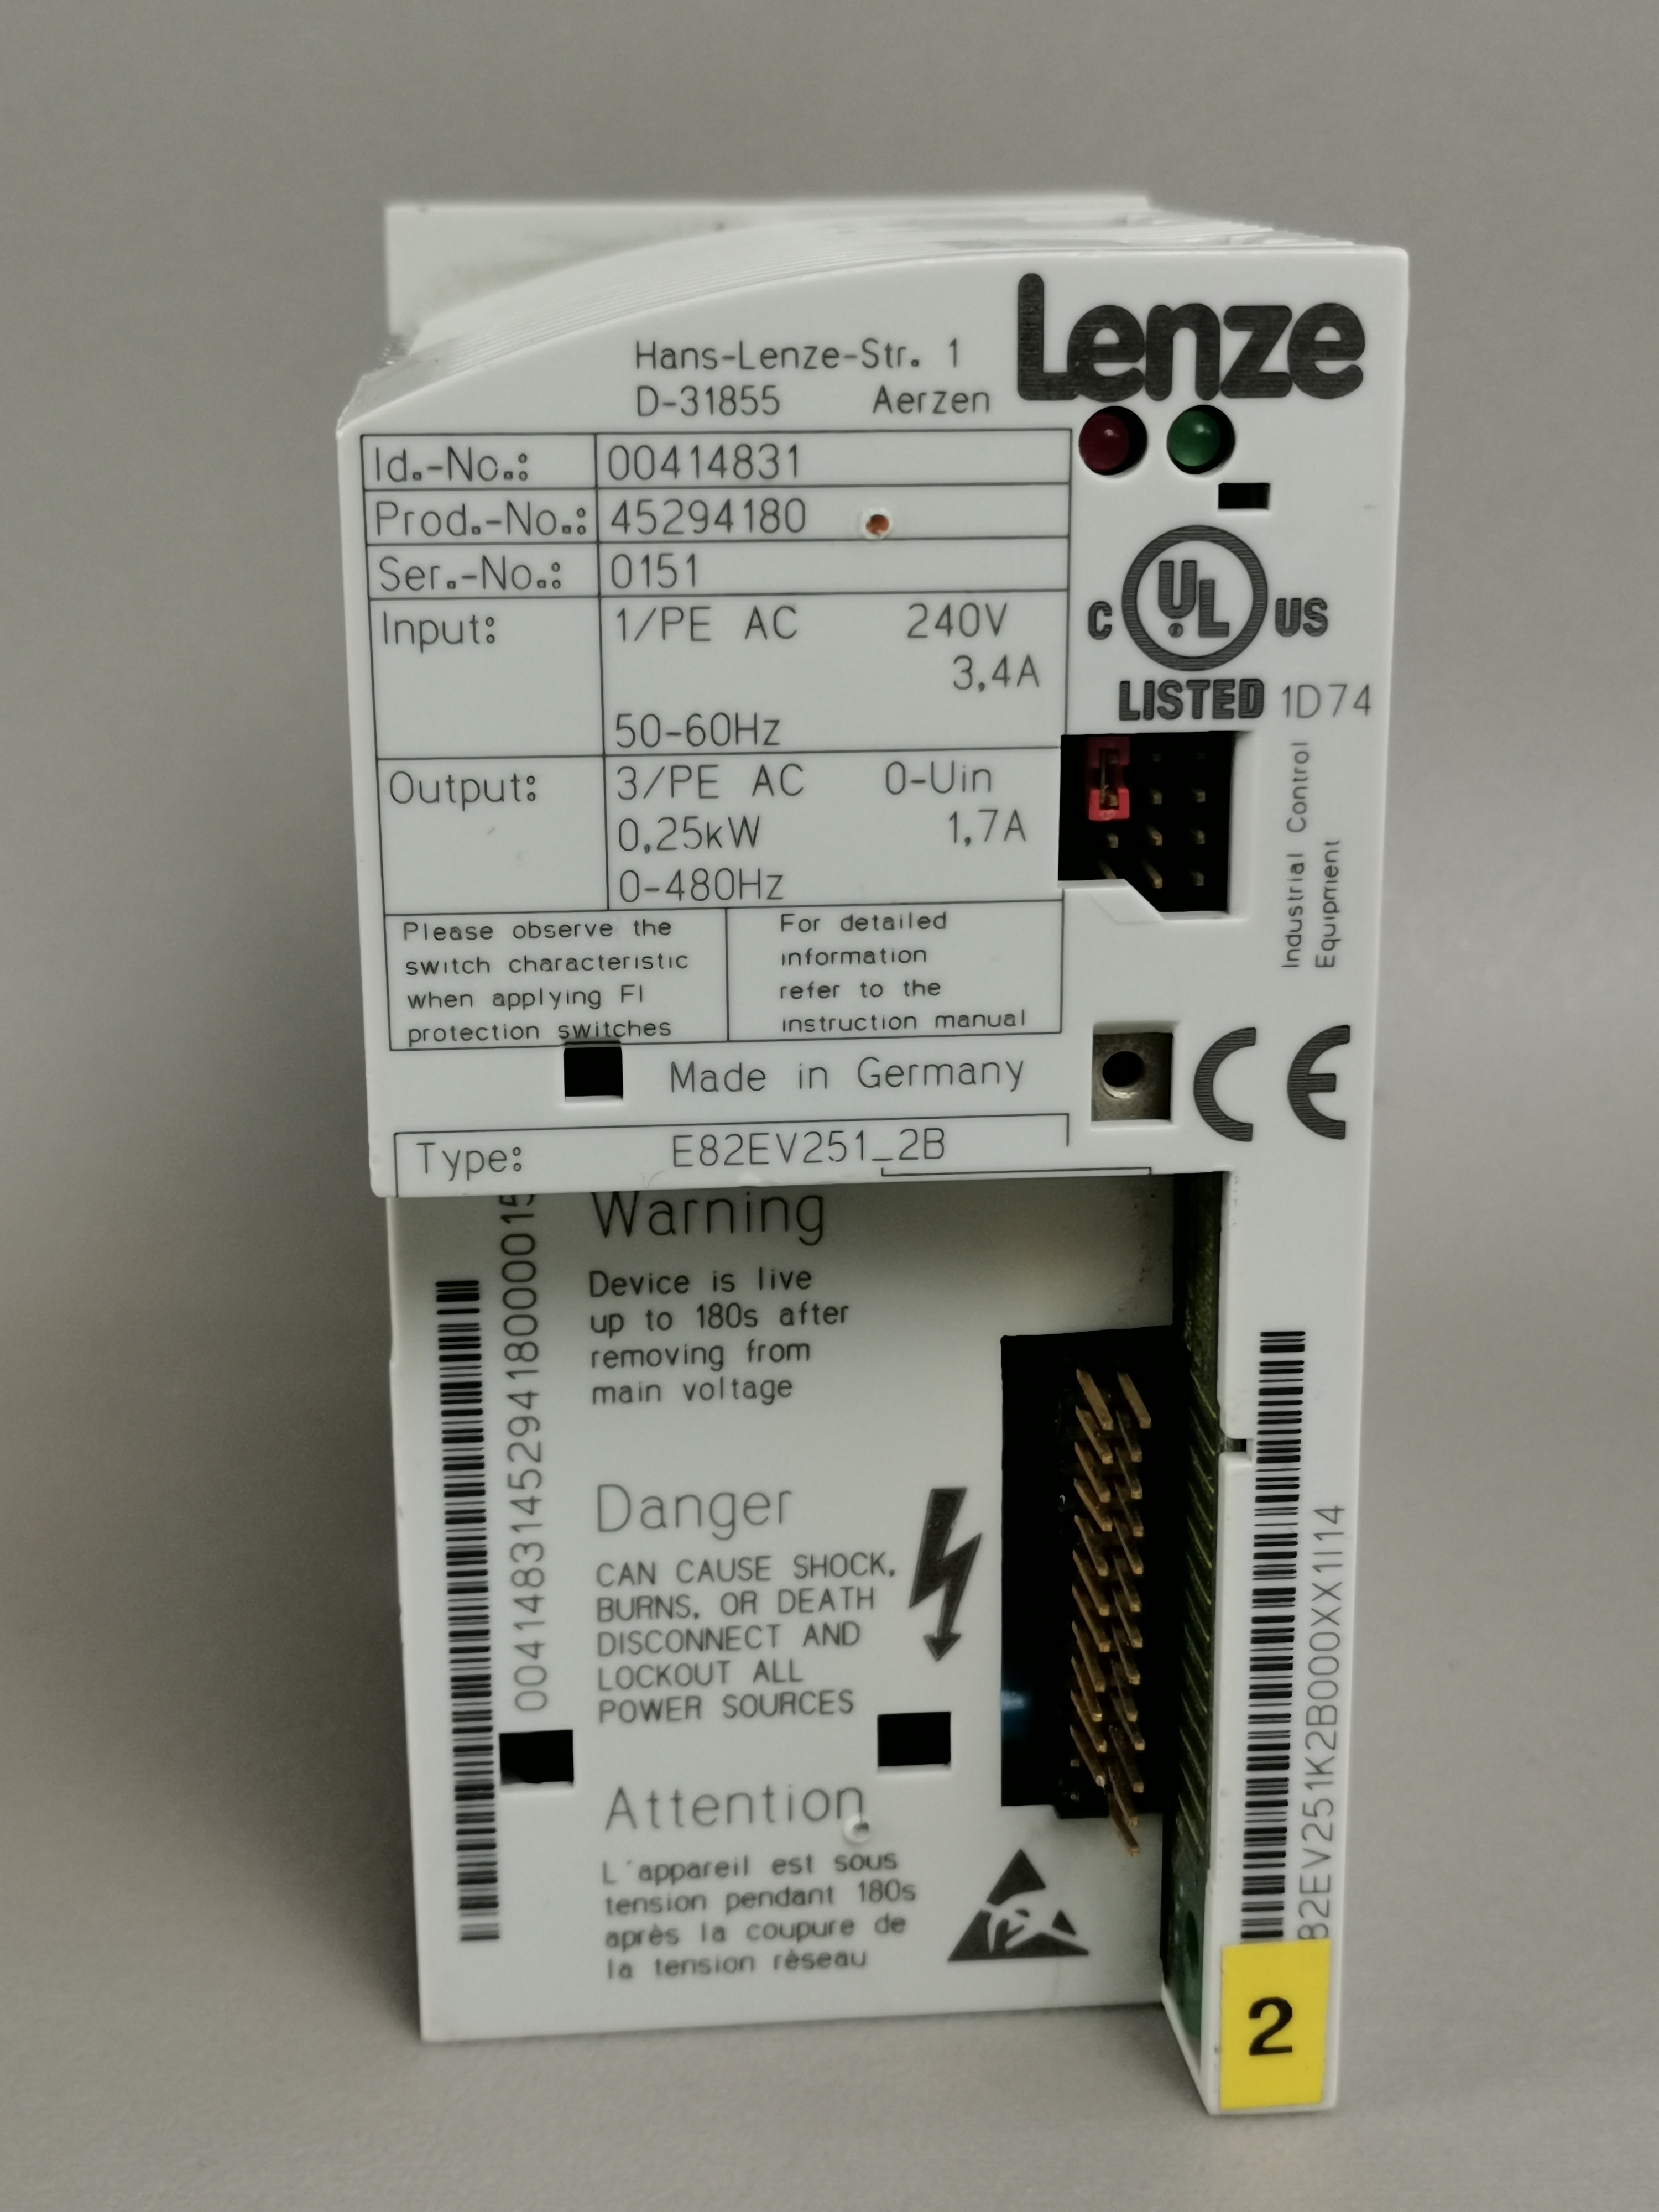 Lenze
Hans-Lenze-Str. 1
D-31855 Aerzen
Id.-No.: 00414831
Prod.-No.: 45294180
Ser.-No.: 0151
Input: 1/PE AC 240V
3,4A
50-60Hz
Output: 3/PE AC 0-Uin
0,25kW 1,7A
0-480Hz
Please observe the
switch characteristic
when applying FI
protection switches
For detailed
information
refer to the
instruction manual
C UL US
LISTED 1D74
Industrial Control
Equipment
Made in Germany
CE
Type: E82EV251_2B
Warning
Device is live
up to 180s after
removing from
main voltage
Danger
CAN CAUSE SHOCK,
BURNS, OR DEATH
DISCONNECT AND
LOCKOUT ALL
POWER SOURCES
Attention
L'appareil est sous
tension pendant 180s
après la coupure de
la tension rèseau
004148314529418000015
82EV251K2B000XX1I14
2